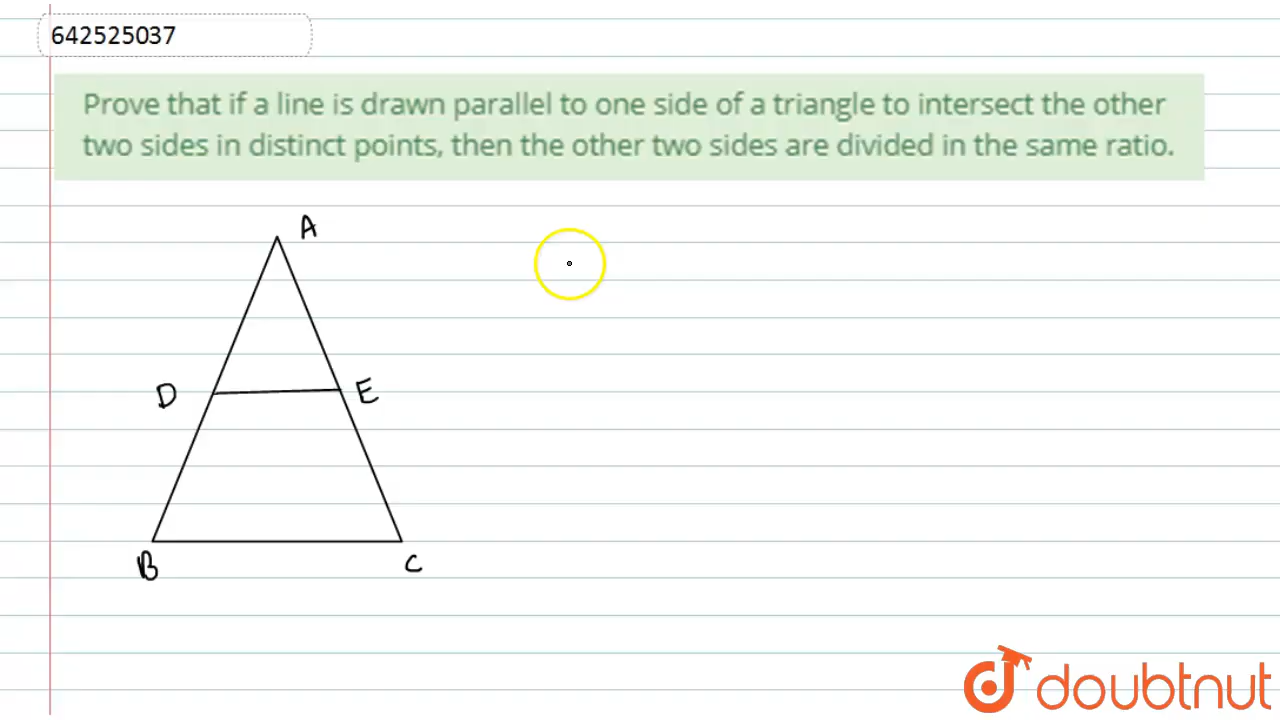 642525037
Prove that if a line is drawn parallel to one side of a triangle to intersect the other
two sides in distinct points, then the other two sides are divided in the same ratio.
A
D
E
B
C
doubtnut